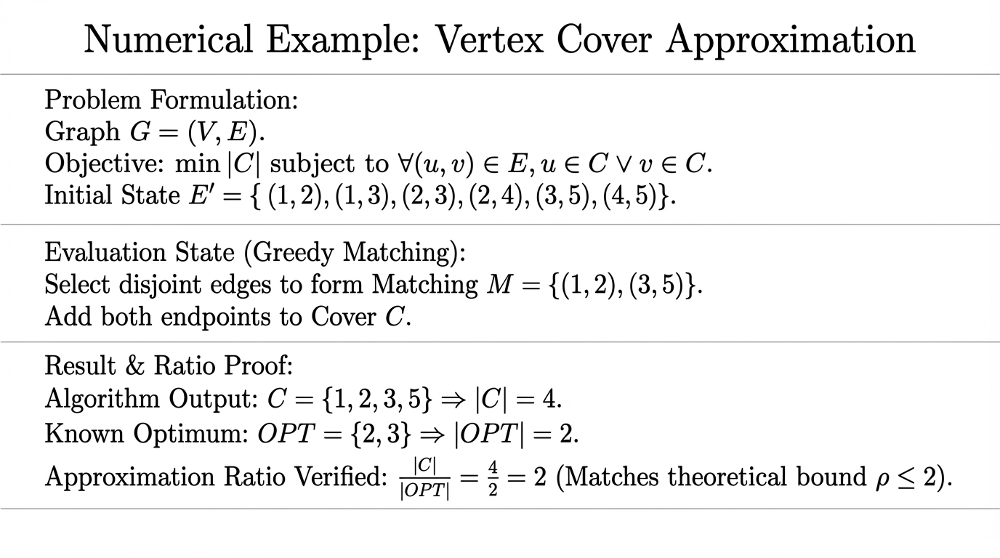 Numerical Example: Vertex Cover Approximation
Problem Formulation:
Graph $G = (V, E)$.
Objective: $\min |C|$ subject to $\forall (u, v) \in E, u \in C \lor v \in C$.
Initial State $E' = \{ (1, 2), (1, 3), (2, 3), (2, 4), (3, 5), (4, 5)\}$.
Evaluation State (Greedy Matching):
Select disjoint edges to form Matching $M = \{(1, 2), (3, 5)\}$.
Add both endpoints to Cover $C$.
Result & Ratio Proof:
Algorithm Output: $C = \{1, 2, 3, 5\} \Rightarrow |C| = 4$.
Known Optimum: $OPT = \{2, 3\} \Rightarrow |OPT| = 2$.
Approximation Ratio Verified: $\frac{|C|}{|OPT|} = \frac{4}{2} = 2$ (Matches theoretical bound $\rho \leq 2$).